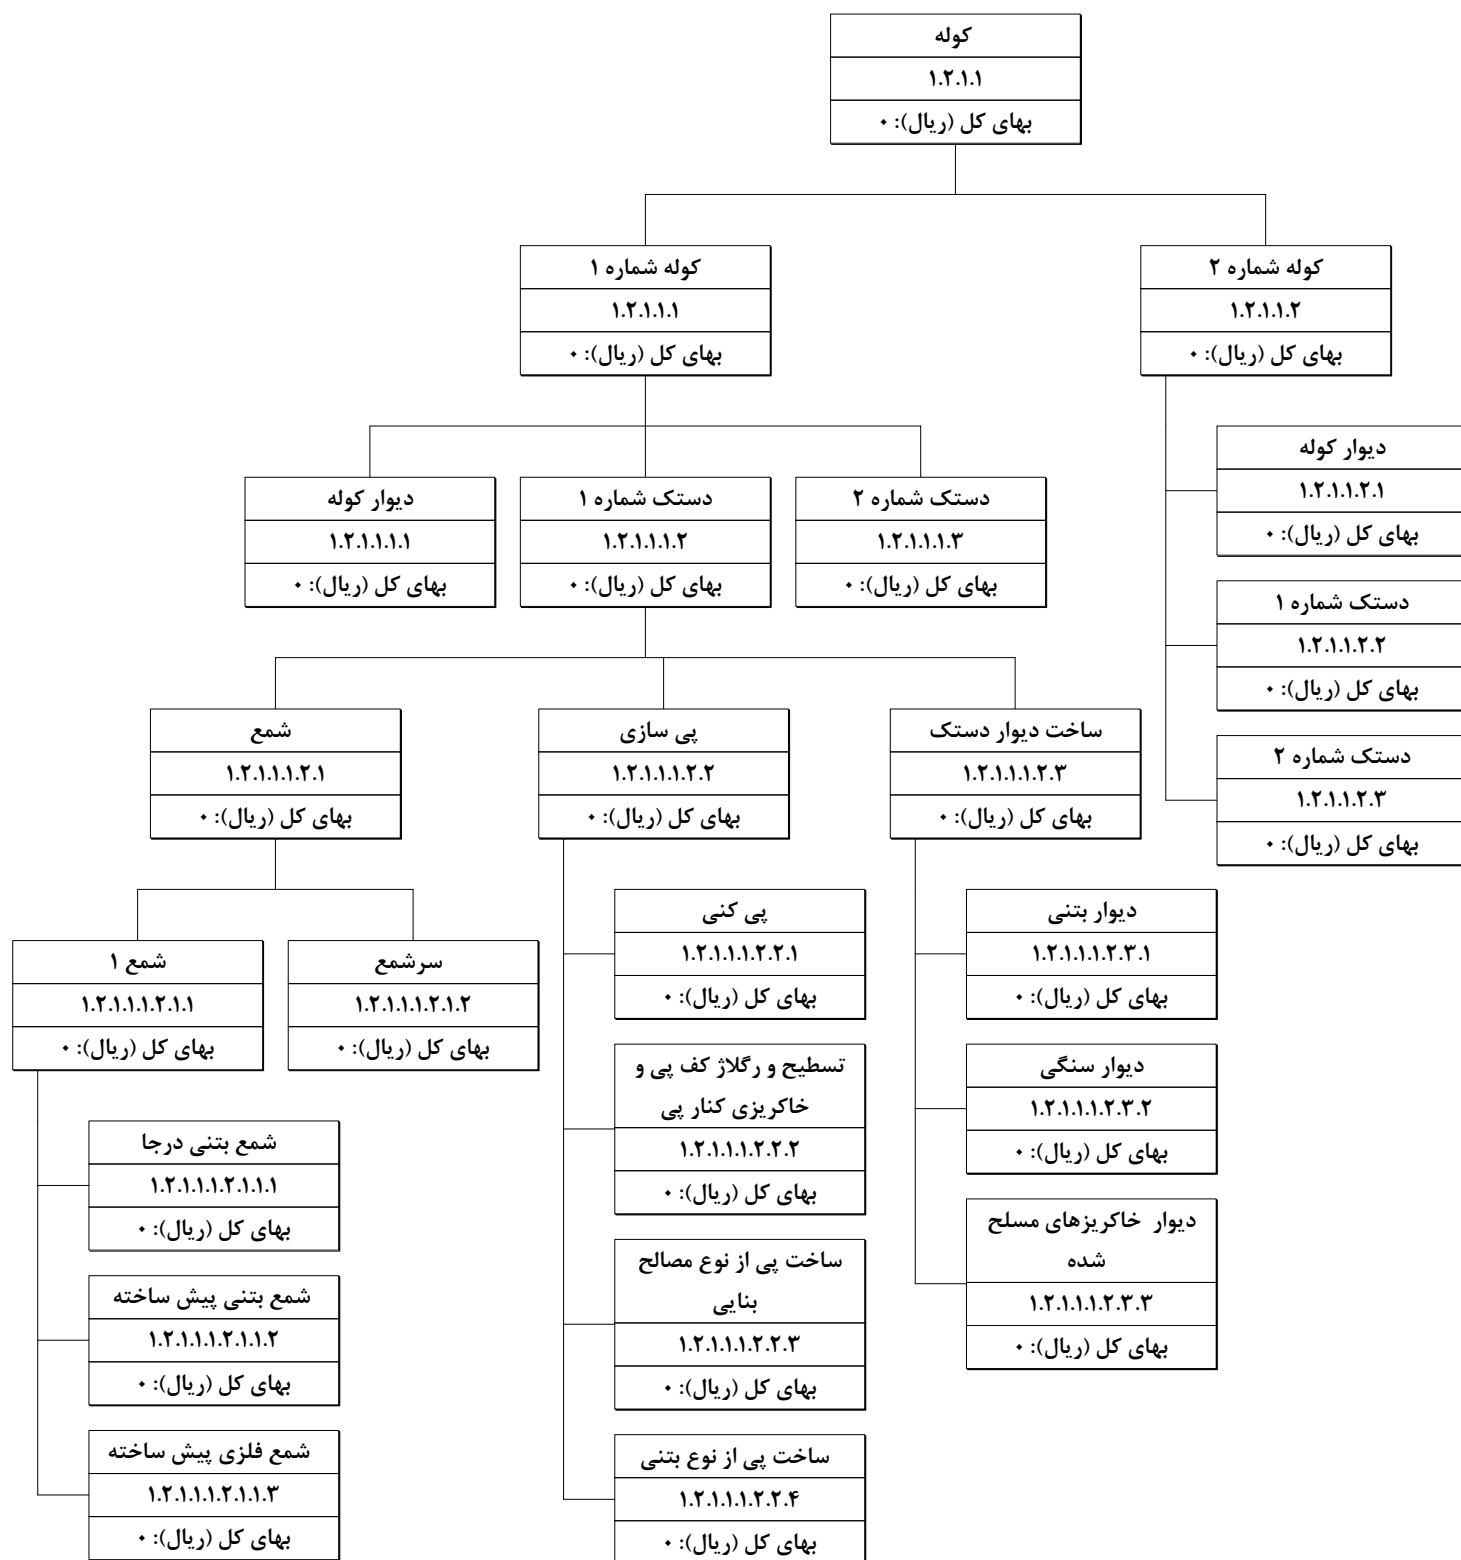 کوله
۱.۲.۱.۱
بهای کل (ریال): ۰
کوله شماره ۱
۱.۲.۱.۱.۱
بهای کل (ریال): ۰
کوله شماره ۲
۱.۲.۱.۱.۲
بهای کل (ریال): ۰
دیوار کوله
۱.۲.۱.۱.۲.۱
بهای کل (ریال): ۰
دستک شماره ۱
۱.۲.۱.۱.۲.۲
بهای کل (ریال): ۰
دستک شماره ۲
۱.۲.۱.۱.۲.۳
بهای کل (ریال): ۰
دیوار کوله
۱.۲.۱.۱.۱.۱
بهای کل (ریال): ۰
دستک شماره ۱
۱.۲.۱.۱.۱.۲
بهای کل (ریال): ۰
دستک شماره ۲
۱.۲.۱.۱.۱.۳
بهای کل (ریال): ۰
شمع
۱.۲.۱.۱.۱.۲.۱
بهای کل (ریال): ۰
پی سازی
۱.۲.۱.۱.۱.۲.۲
بهای کل (ریال): ۰
ساخت دیوار دستک
۱.۲.۱.۱.۱.۲.۳
بهای کل (ریال): ۰
شمع ۱
۱.۲.۱.۱.۱.۲.۱.۱
بهای کل (ریال): ۰
سرشمع
۱.۲.۱.۱.۱.۲.۱.۲
بهای کل (ریال): ۰
شمع بتنی درجا
۱.۲.۱.۱.۱.۲.۱.۱.۱
بهای کل (ریال): ۰
شمع بتنی پیش ساخته
۱.۲.۱.۱.۱.۲.۱.۱.۲
بهای کل (ریال): ۰
شمع فلزی پیش ساخته
۱.۲.۱.۱.۱.۲.۱.۱.۳
بهای کل (ریال): ۰
پی کنی
۱.۲.۱.۱.۱.۲.۲.۱
بهای کل (ریال): ۰
تسطیح و رگلاژ کف پی و
خاکریزی کنار پی
۱.۲.۱.۱.۱.۲.۲.۲
بهای کل (ریال): ۰
ساخت پی از نوع مصالح
بنایی
۱.۲.۱.۱.۱.۲.۲.۳
بهای کل (ریال): ۰
ساخت پی از نوع بتنی
۱.۲.۱.۱.۱.۲.۲.۴
بهای کل (ریال): ۰
دیوار بتنی
۱.۲.۱.۱.۱.۲.۳.۱
بهای کل (ریال): ۰
دیوار سنگی
۱.۲.۱.۱.۱.۲.۳.۲
بهای کل (ریال): ۰
دیوار خاکریزهای مسلح
شده
۱.۲.۱.۱.۱.۲.۳.۳
بهای کل (ریال): ۰